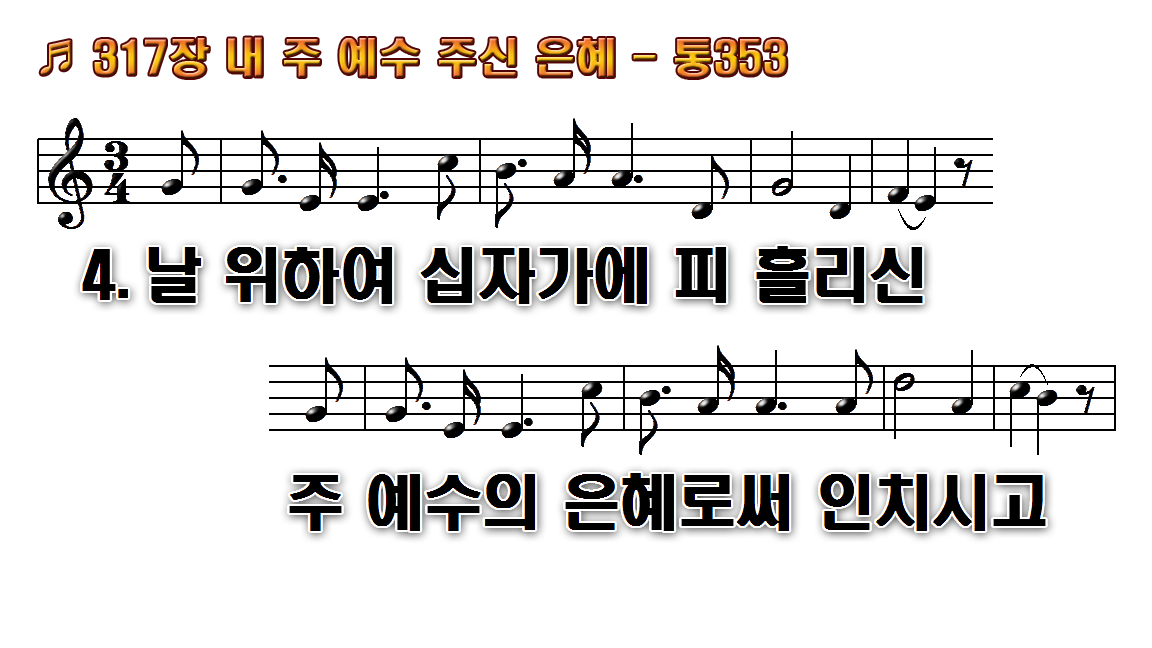 ♬ 317장 내 주 예수 주신 은혜 - 통353
3
4
4. 날 위하여 십자가에 피 흘리신
주 예수의 은혜로써 인치시고